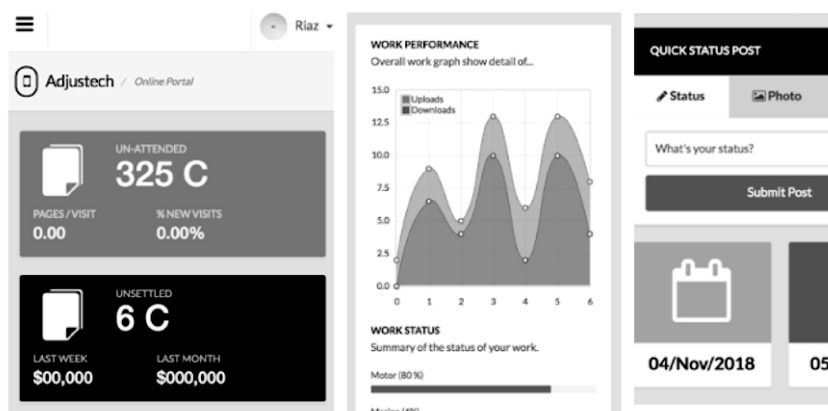 Riaz
Adjustech / Online Portal
UN-ATTENDED
325 C
PAGES / VISIT % NEW VISITS
0.00 0.00%
UNSETTLED
6 C
LAST WEEK LAST MONTH
$00,000 $000,000
WORK PERFORMANCE
Overall work graph show detail of...
15.0
12.5
10.0
7.5
5.0
2.5
0.0
Uploads
Downloads
0 1 2 3 4 5 6
WORK STATUS
Summary of the status of your work.
Motor (80 %)
QUICK STATUS POST
Status Photo
What's your status?
Submit Post
04/Nov/2018 05